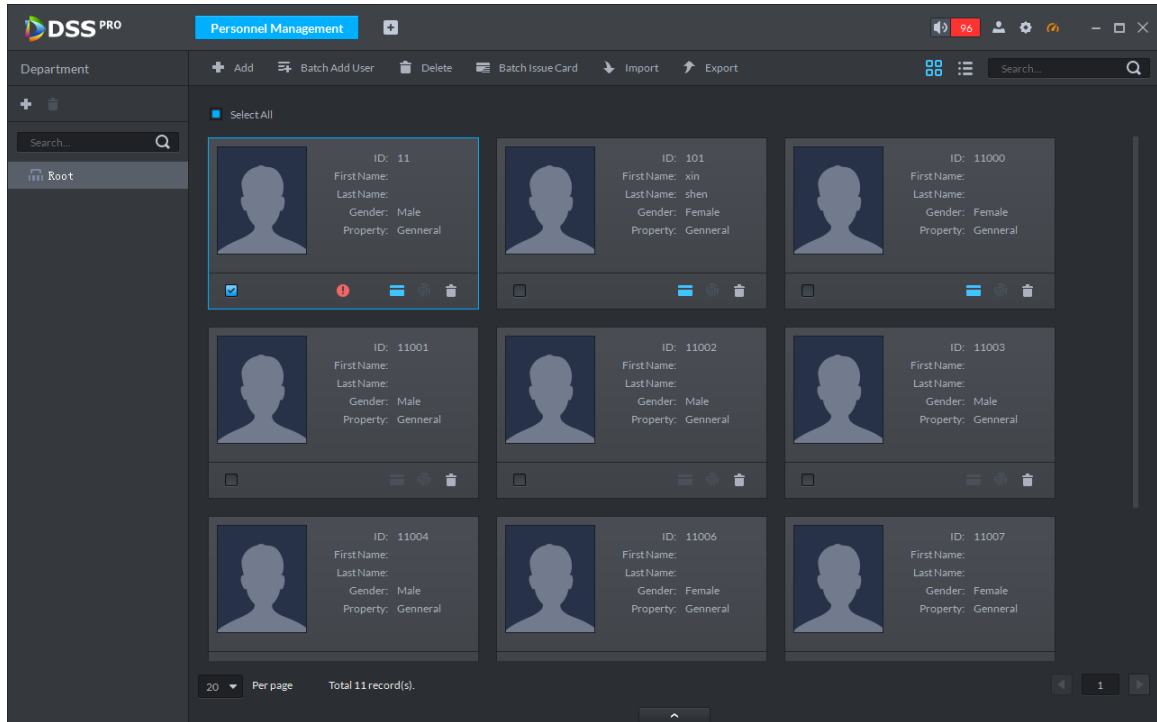 DSS PRO
Personnel Management
96
Department
Add
Batch Add User
Delete
Batch Issue Card
Import
Export
Search...
Search...
Root
Select All
ID: 11
First Name:
Last Name:
Gender: Male
Property: Genneral
ID: 101
First Name: xin
Last Name: shen
Gender: Female
Property: Genneral
ID: 11000
First Name:
Last Name:
Gender: Female
Property: Genneral
ID: 11001
First Name:
Last Name:
Gender: Male
Property: Genneral
ID: 11002
First Name:
Last Name:
Gender: Male
Property: Genneral
ID: 11003
First Name:
Last Name:
Gender: Male
Property: Genneral
ID: 11004
First Name:
Last Name:
Gender: Male
Property: Genneral
ID: 11006
First Name:
Last Name:
Gender: Female
Property: Genneral
ID: 11007
First Name:
Last Name:
Gender: Female
Property: Genneral
20 Per page Total 11 record(s).
1